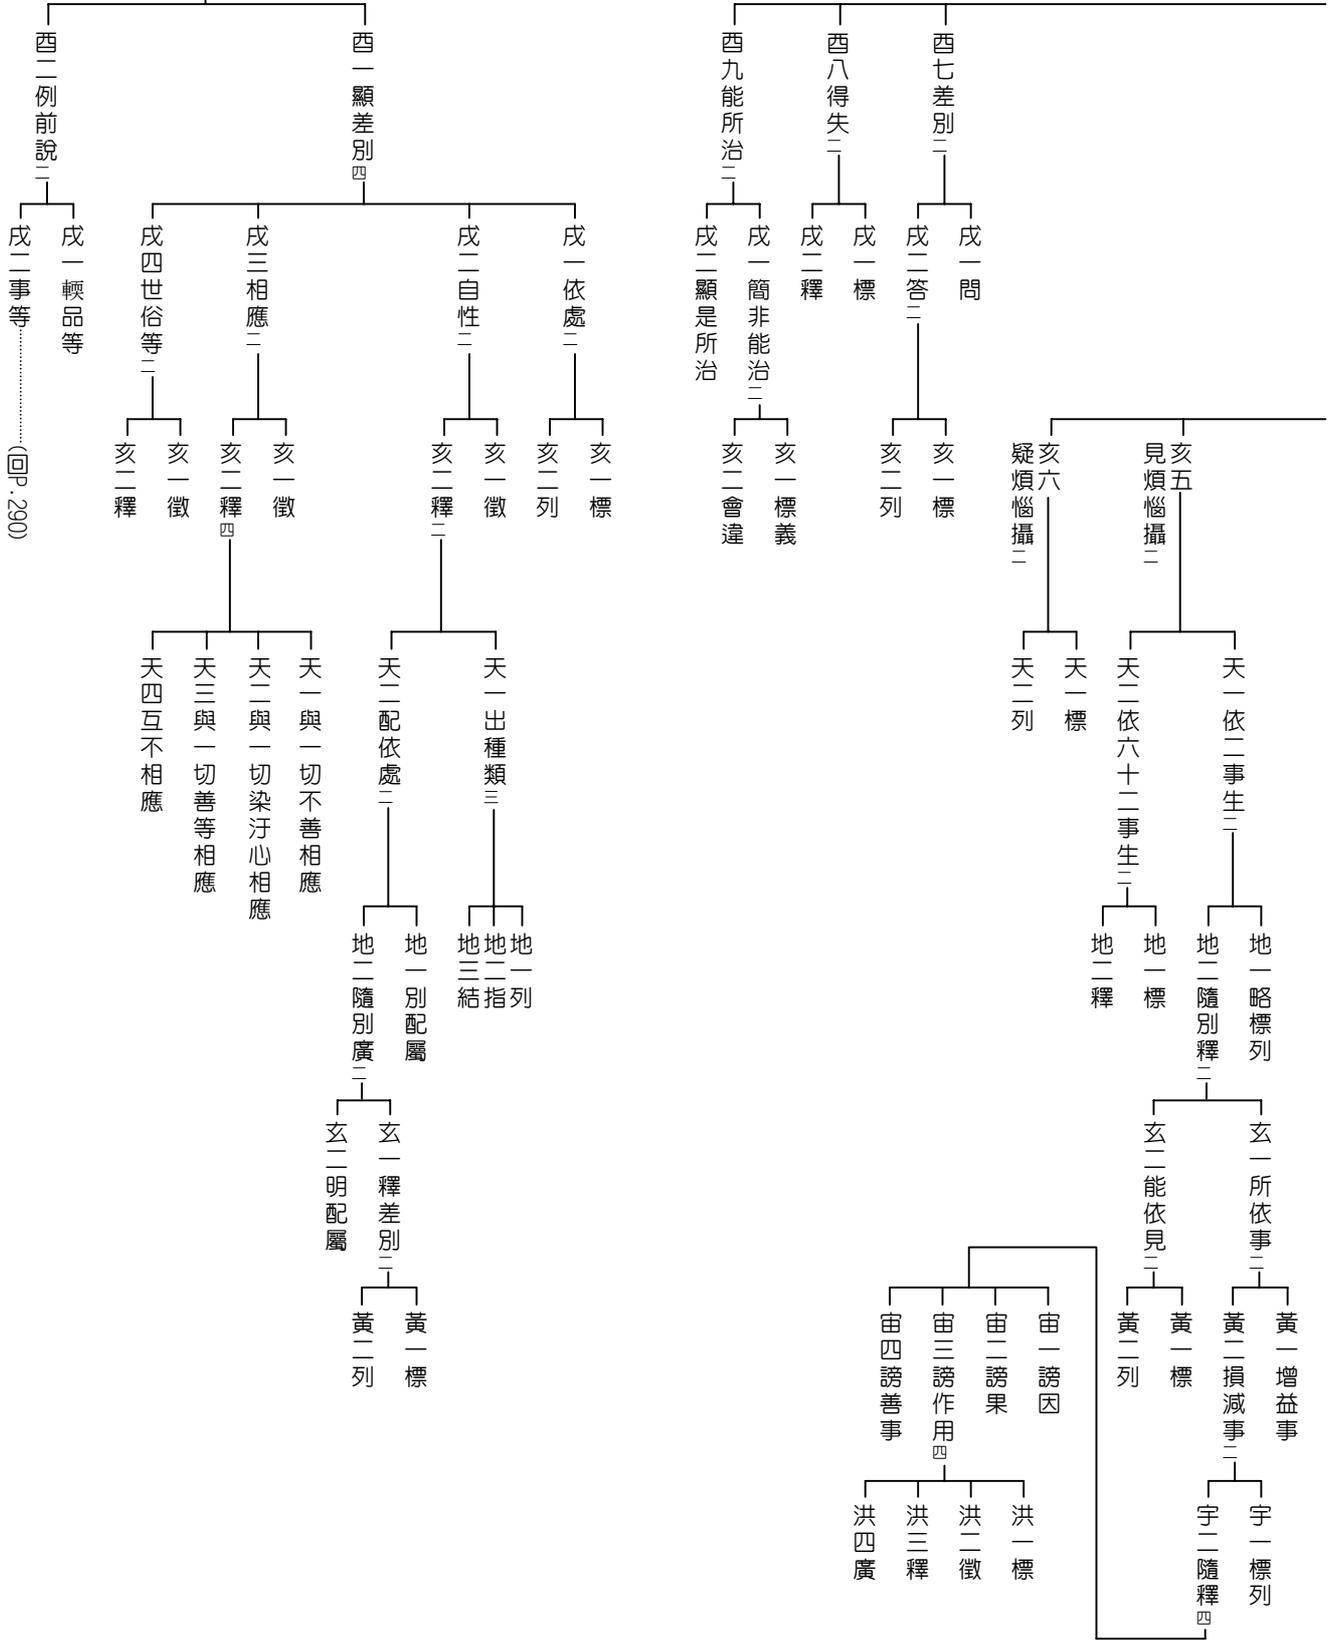 酉七差別二
戌一問
戌二答二
亥一標
亥二列
酉八得失二
戌一標
戌二釋
酉九能所治二
戌一簡非能治二
亥一標義
亥二會違
戌二顯是所治
亥五
見煩惱攝二
天一依二事生二
地一略標列
地二隨別釋二
玄一所依事二
黃一增益事
黃二損減事二
宇一標列
宇二隨釋四
宙一謗因
宙二謗果
宙三謗作用四
洪一標
洪二徵
洪三釋
洪四廣
宙四謗善事
玄二能依見二
黃一標
黃二列
天二依六十二事生二
地一標
地二釋
亥六
疑煩惱攝二
天一標
天二列
酉一顯差別四
戌一依處二
亥一標
亥二列
戌二自性二
亥一徵
亥二釋二
天一出種類三
地一列
地二指
地三結
天二配依處二
地一別配屬
地二隨別廣二
玄一釋差別二
黃一標
黃二列
玄二明配屬
戌三相應二
亥一徵
亥二釋四
天一與一切不善相應
天二與一切染汙心相應
天三與一切善等相應
天四互不相應
戌四世俗等二
亥一徵
亥二釋
酉二例前說二
戌一輭品等
戌二事等………………(回P.290)